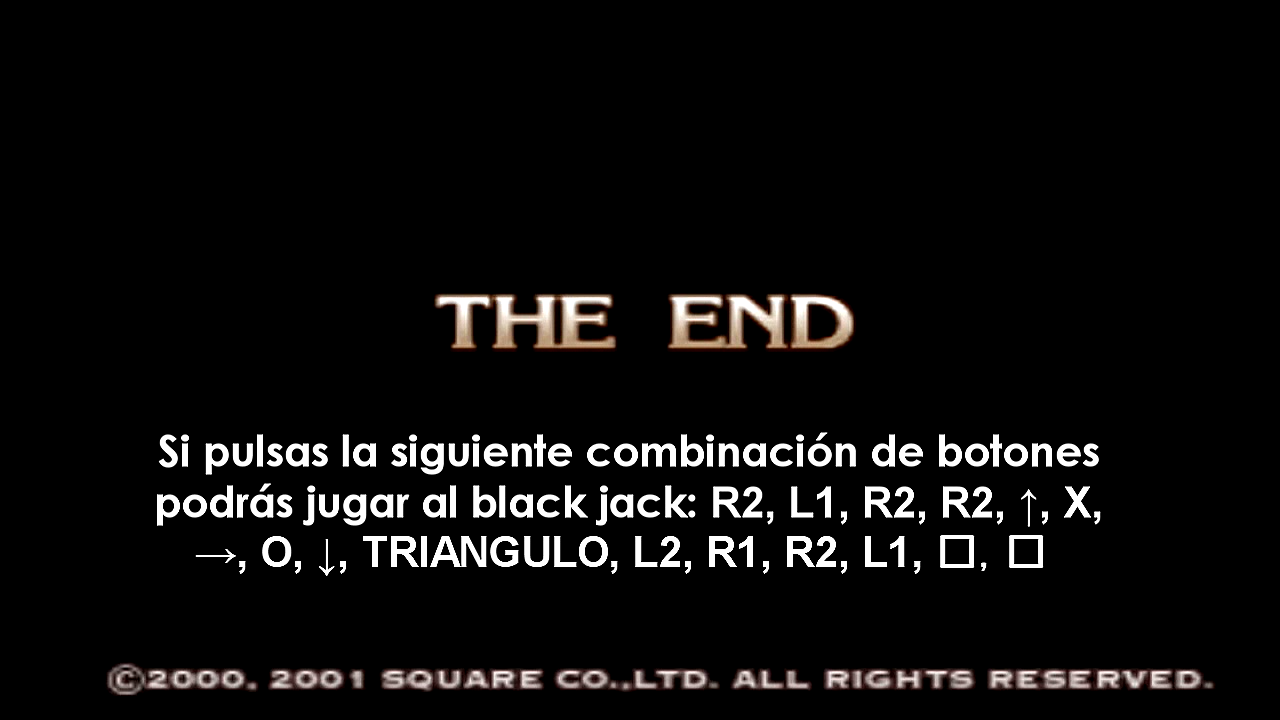 THE END
Si pulsas la siguiente combinación de botones
podrás jugar al black jack: R2, L1, R2, R2, ↑, X,
→, O, ↓, TRIANGULO, L2, R1, R2, L1, □, □
©2000, 2001 SQUARE CO.,LTD. ALL RIGHTS RESERVED.